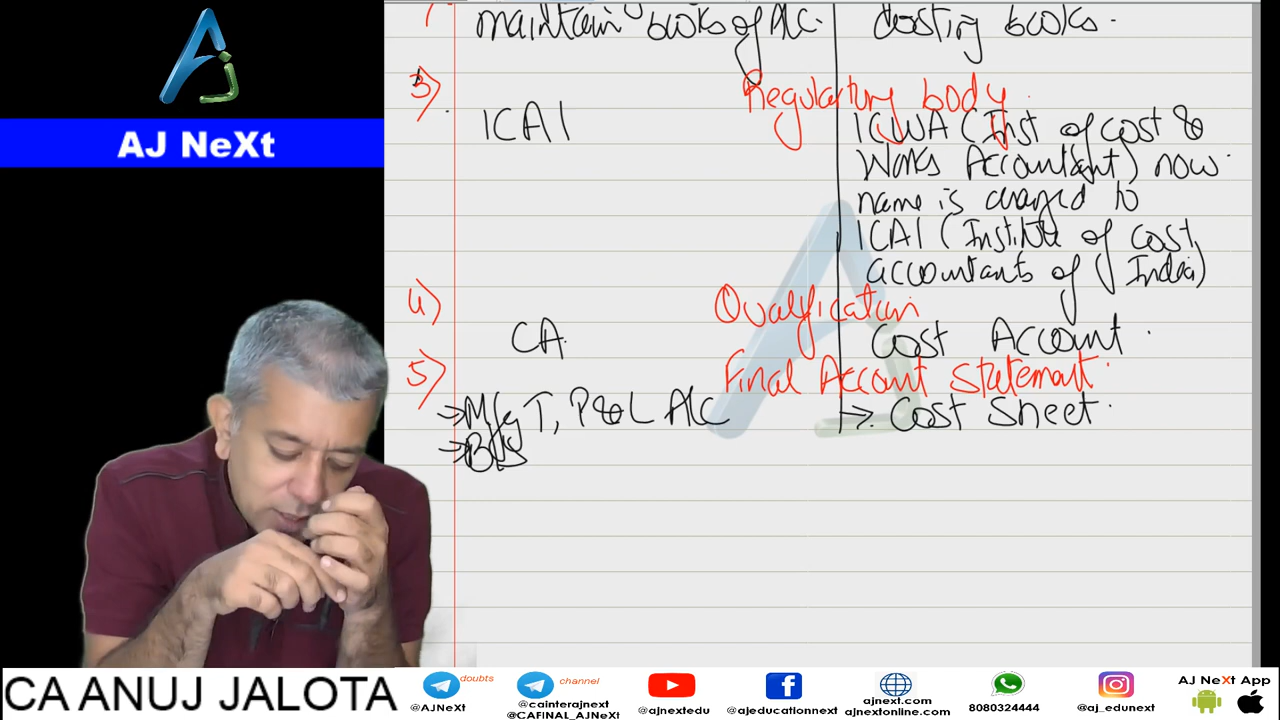 maintain books of A/C.
costing books.
3)
Regulatory body.
ICAI
ICWA (Inst of cost &
Works Accountant) now
name is changed to
ICAI (Institute of cost
accountants of India)
4)
Qualification
CA.
Cost Account.
5)
Final Account Statement.
→Mfg T, P&L A/C
→B/S
→. Cost Sheet.
AJ NeXt
CA ANUJ JALOTA
doubts
@AJNeXt
channel
@cainterajnext
@CAFINAL_AJNeXt
@ajnextedu
@ajeducationnext
ajnext.com
ajnextonline.com
8080324444
@aj_edunext
AJ NeXt App